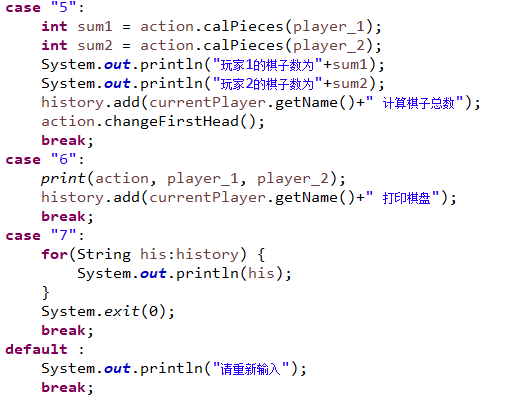 case "5":
    int sum1 = action.calPieces(player_1);
    int sum2 = action.calPieces(player_2);
    System.out.println("玩家1的棋子数为"+sum1);
    System.out.println("玩家2的棋子数为"+sum2);
    history.add(currentPlayer.getName()+" 计算棋子总数");
    action.changeFirstHead();
    break;
case "6":
    print(action, player_1, player_2);
    history.add(currentPlayer.getName()+" 打印棋盘");
    break;
case "7":
    for(String his:history) {
        System.out.println(his);
    }
    System.exit(0);
    break;
default :
    System.out.println("请重新输入");
    break;